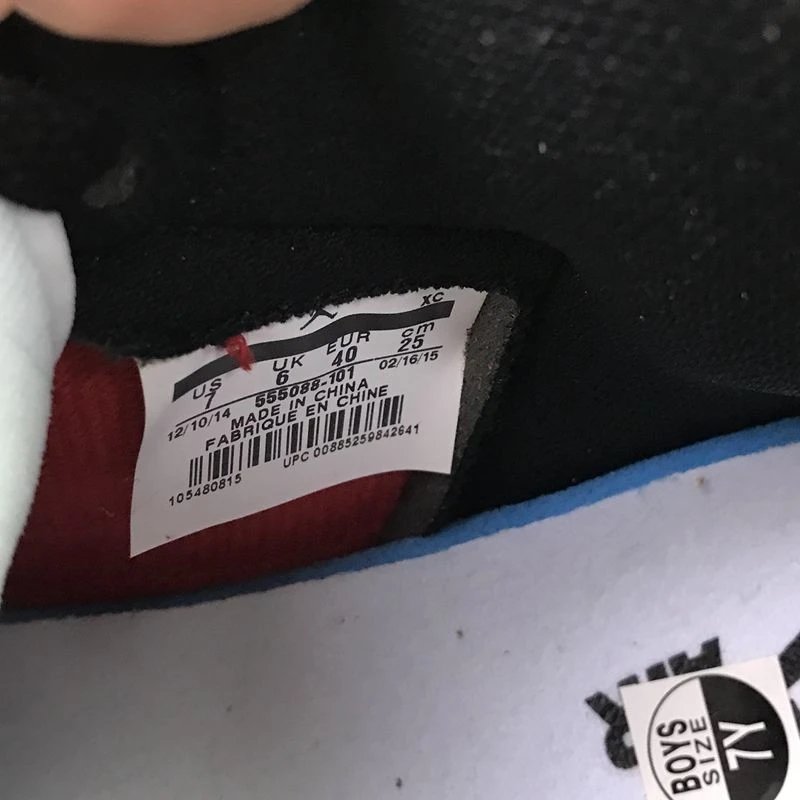 XC
US UK EUR cm
7 6 40 25
12/10/14 555088-101 02/16/15
MADE IN CHINA
FABRIQUE EN CHINE
105480815 UPC 00885259842641
AIR
BOYS
SIZE
7Y